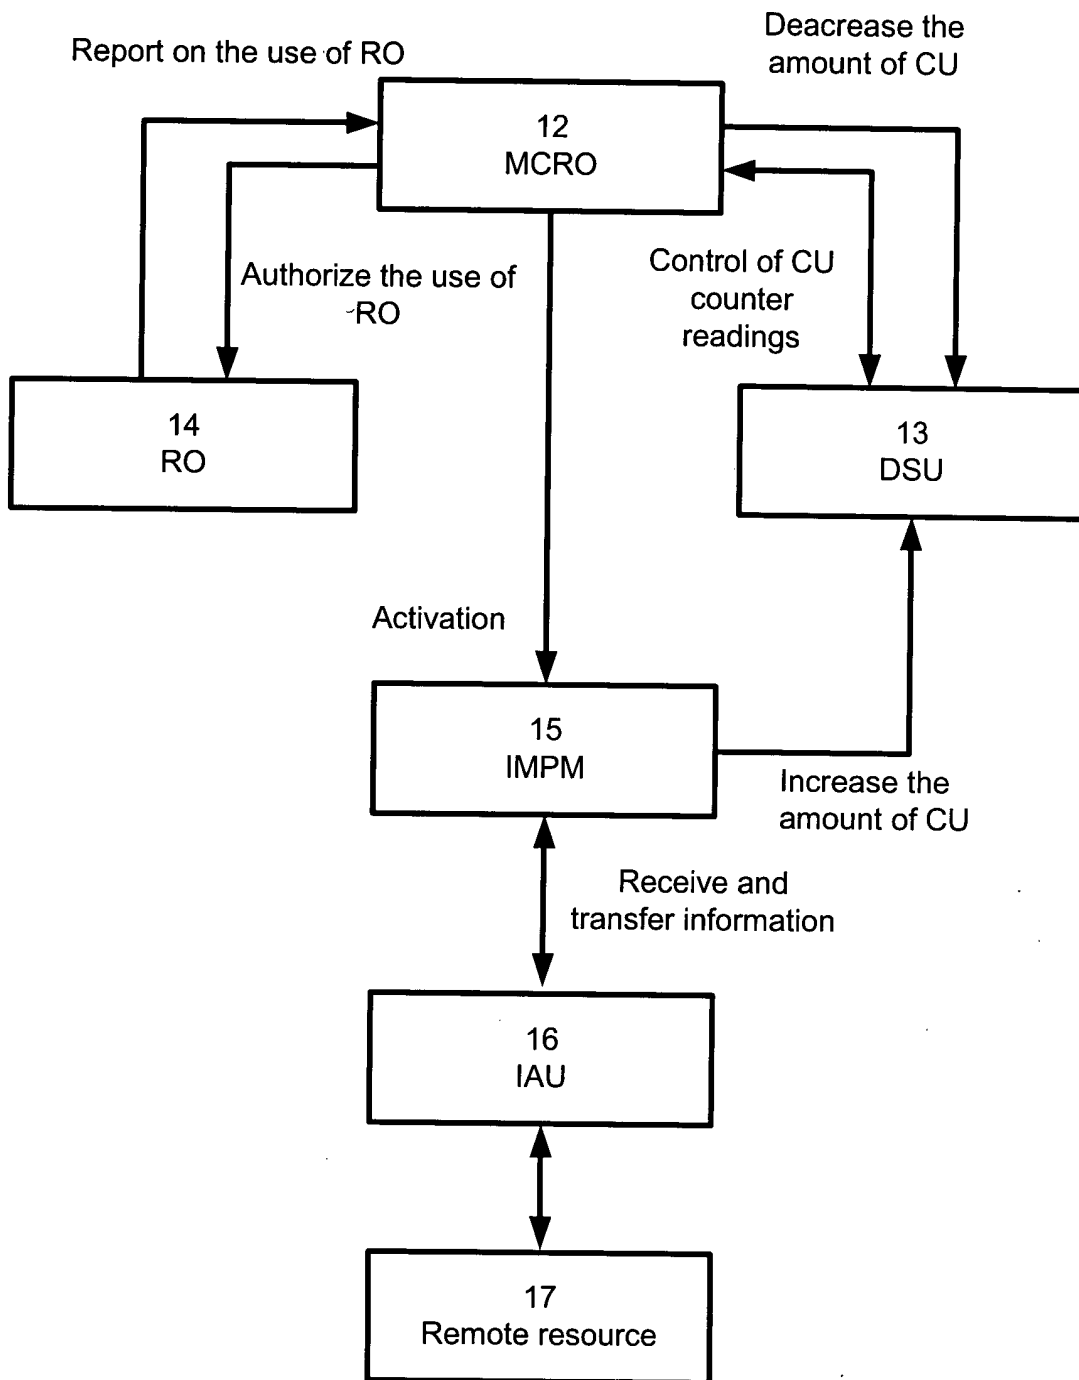 Report on the use of RO
Deacrease the
amount of CU
12
MCRO
Authorize the use of
RO
Control of CU
counter
readings
14
RO
13
DSU
Activation
15
IMPM
Increase the
amount of CU
Receive and
transfer information
16
IAU
17
Remote resource